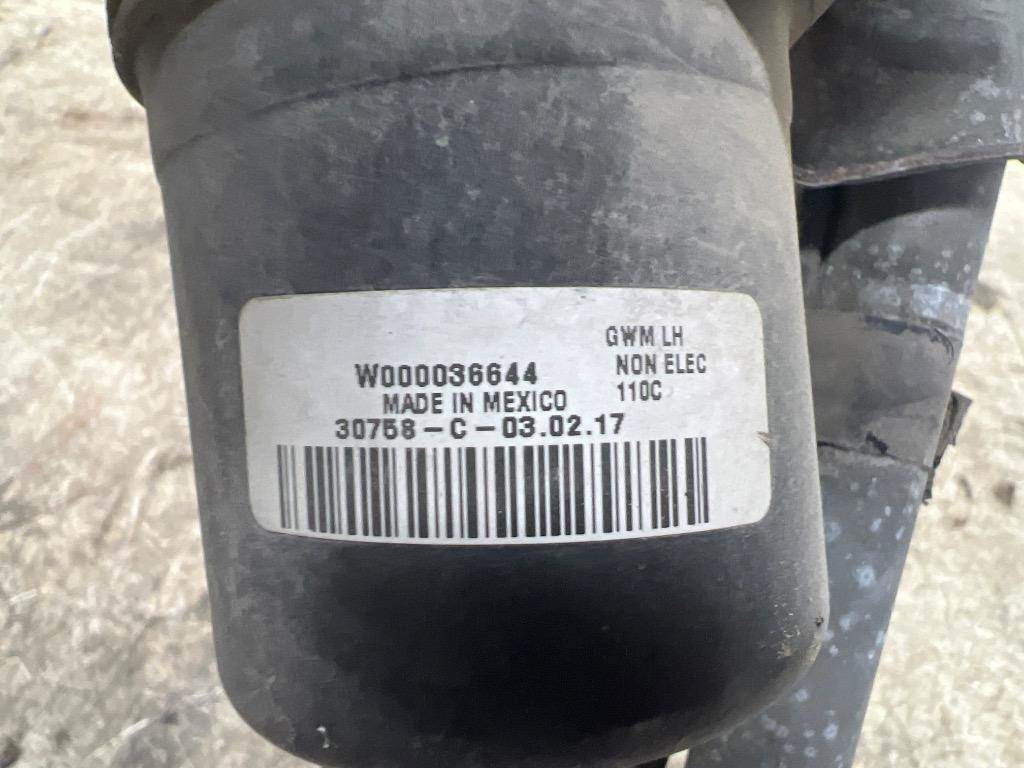 GWM LH
W000036644
NON ELEC
MADE IN MEXICO
110C
30758-C-03.02.17